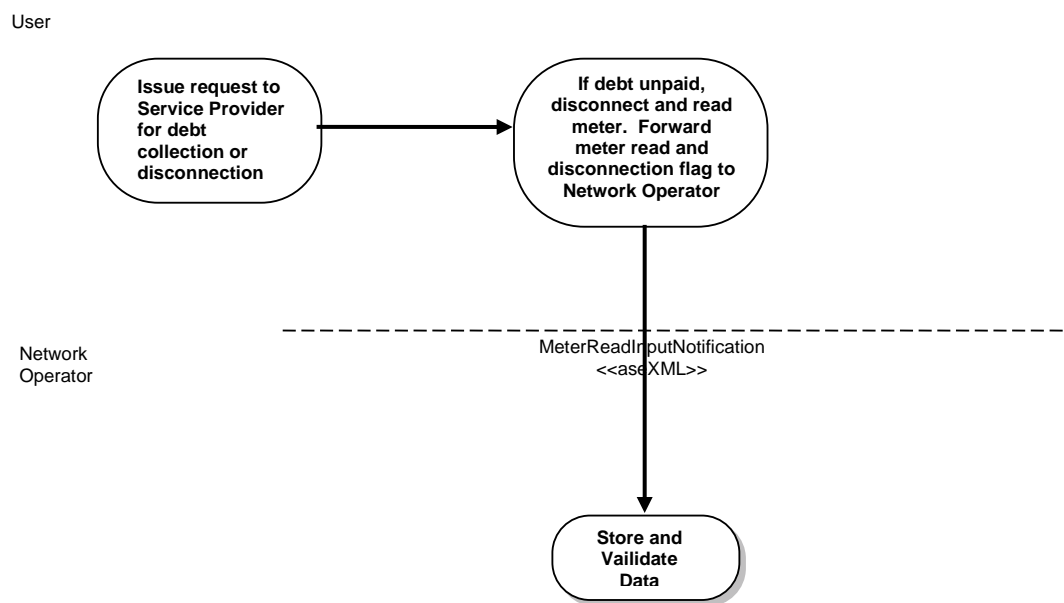 User
Issue request to
Service Provider
for debt
collection or
disconnection
If debt unpaid,
disconnect and read
meter. Forward
meter read and
disconnection flag to
Network Operator
Network
Operator
MeterReadInputNotification
<<aseXML>>
Store and
Vailidate
Data